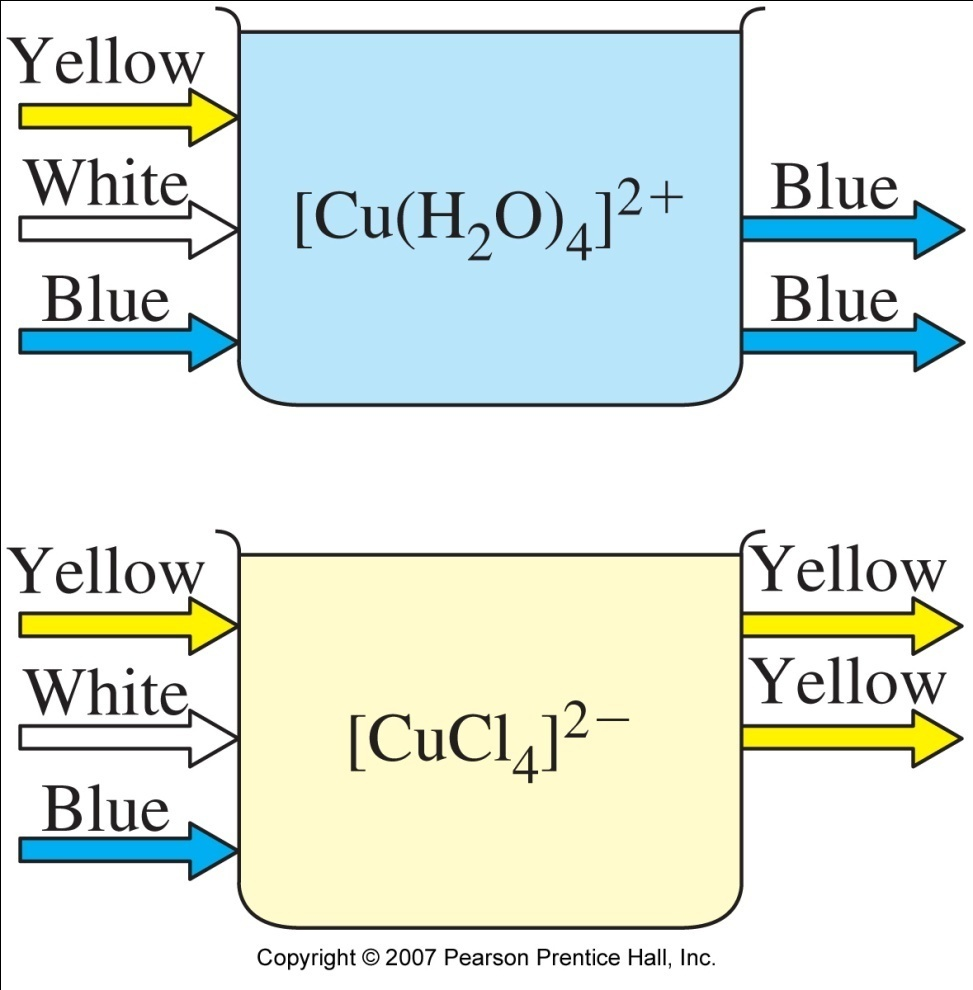 Yellow
White
Blue
[Cu(H₂O)₄]²⁺
Blue
Blue
Yellow
White
Blue
[CuCl₄]²⁻
Yellow
Yellow
Copyright © 2007 Pearson Prentice Hall, Inc.